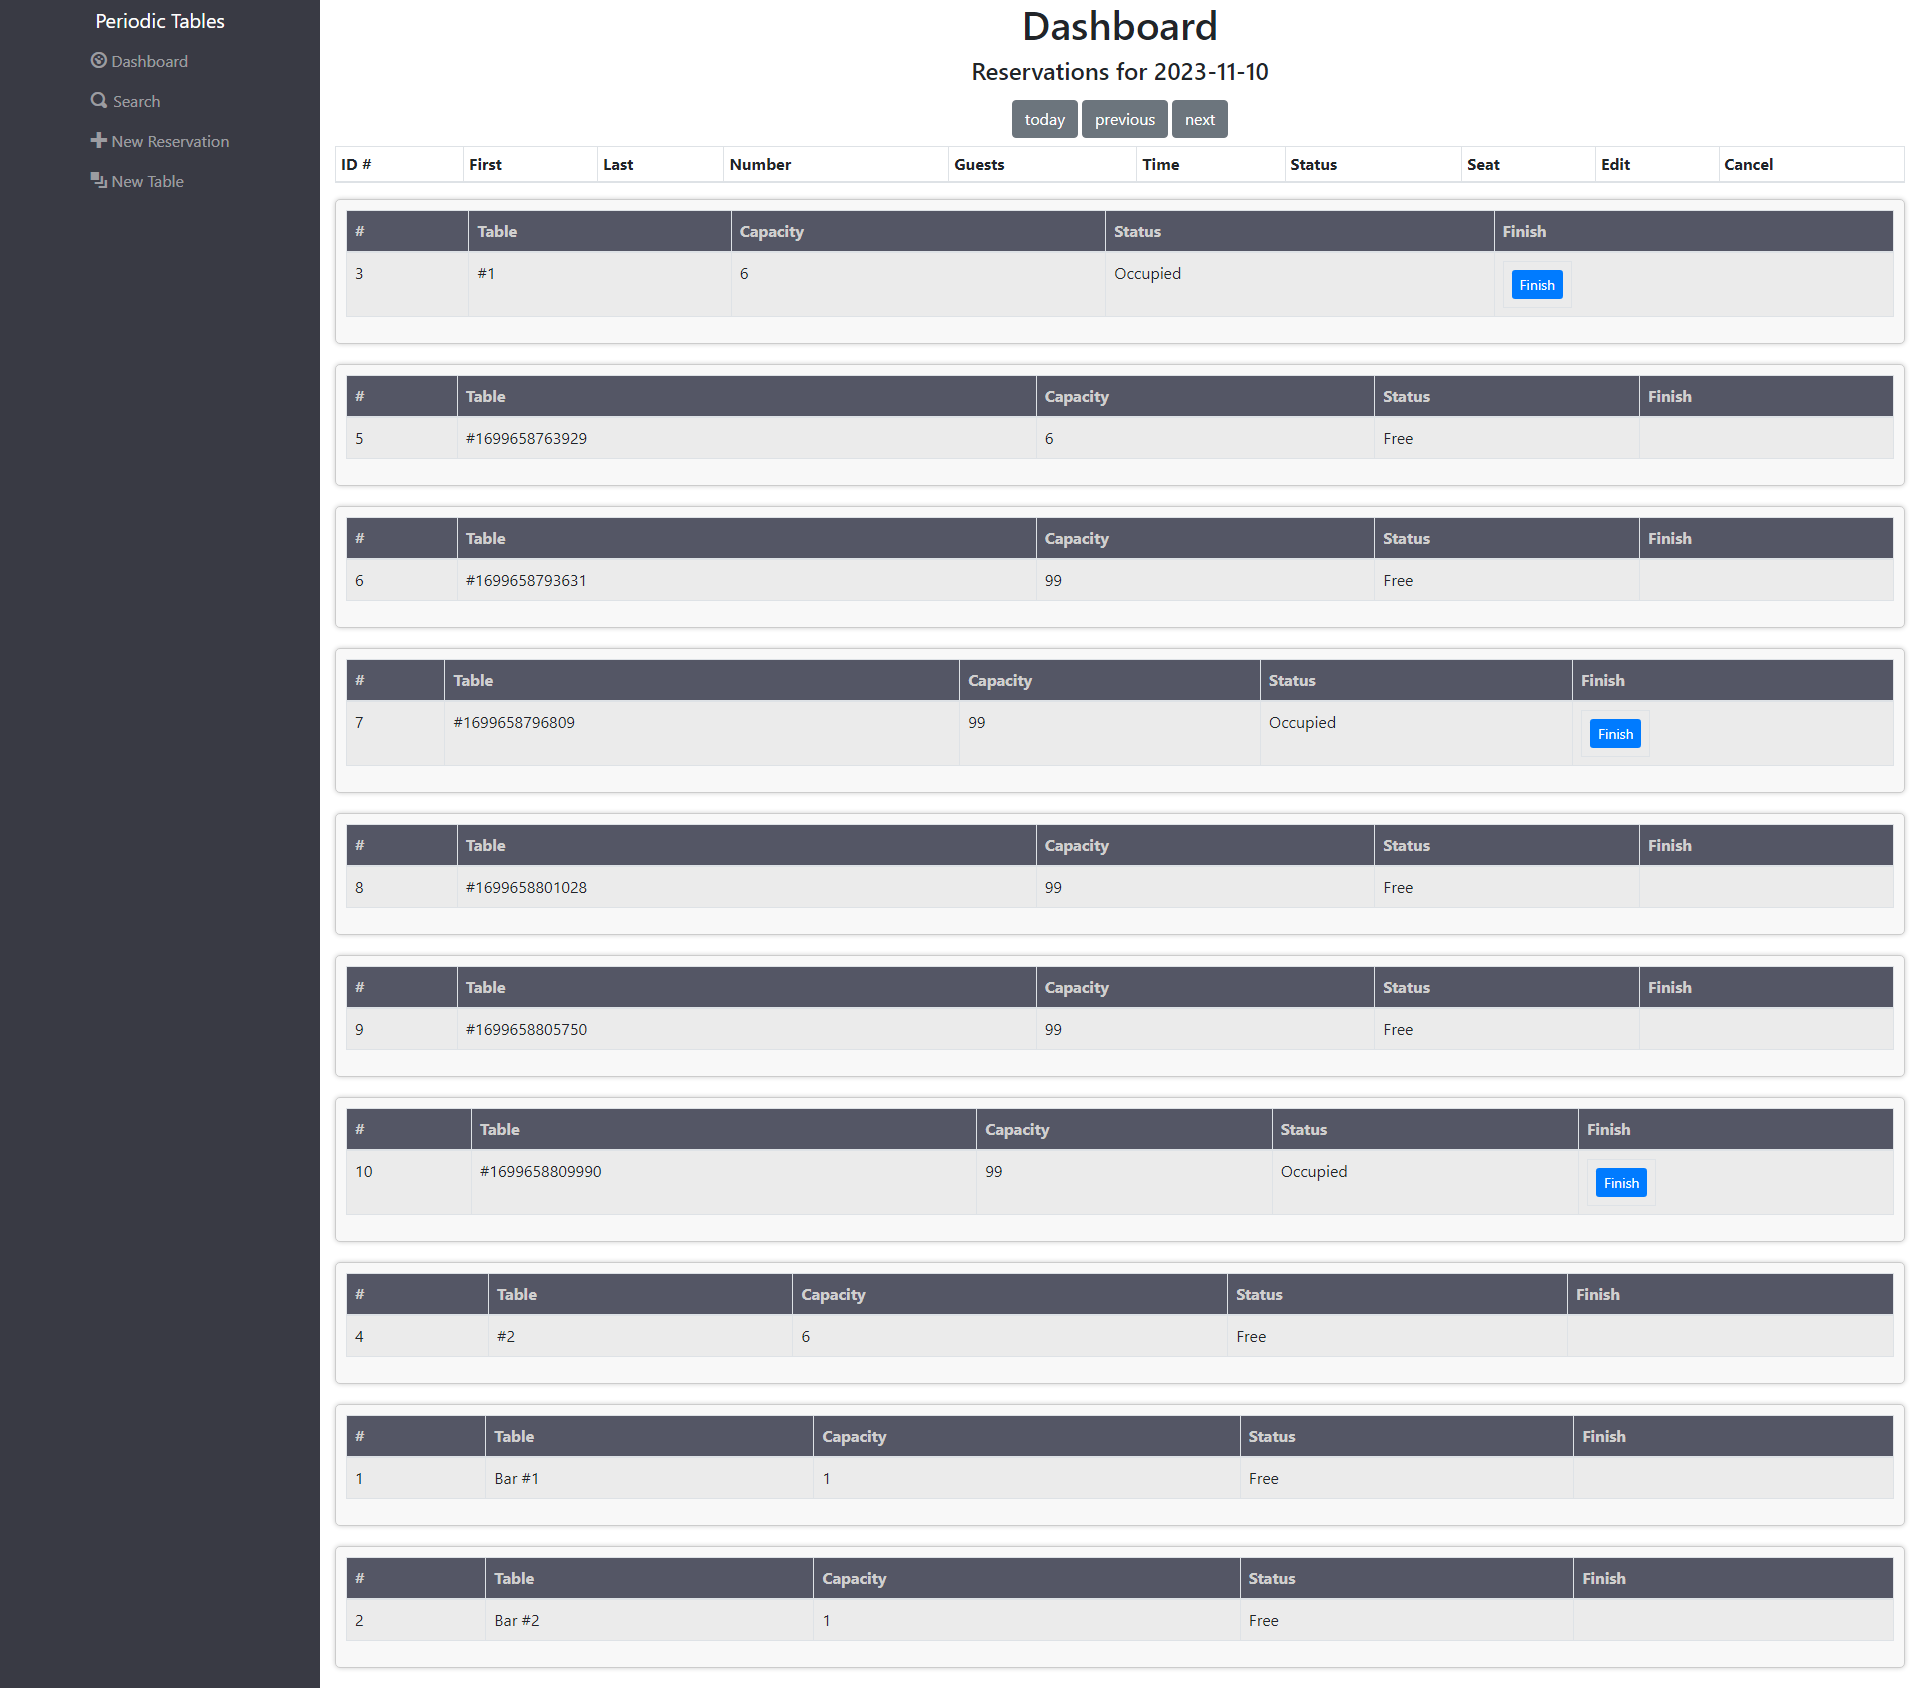 Periodic Tables
Dashboard
Search
New Reservation
New Table
Dashboard
Reservations for 2023-11-10
today previous next
ID # First Last Number Guests Time Status Seat Edit Cancel
# Table Capacity Status Finish
3 #1 6 Occupied Finish
# Table Capacity Status Finish
5 #1699658763929 6 Free
# Table Capacity Status Finish
6 #1699658793631 99 Free
# Table Capacity Status Finish
7 #1699658796809 99 Occupied Finish
# Table Capacity Status Finish
8 #1699658801028 99 Free
# Table Capacity Status Finish
9 #1699658805750 99 Free
# Table Capacity Status Finish
10 #1699658809990 99 Occupied Finish
# Table Capacity Status Finish
4 #2 6 Free
# Table Capacity Status Finish
1 Bar #1 1 Free
# Table Capacity Status Finish
2 Bar #2 1 Free